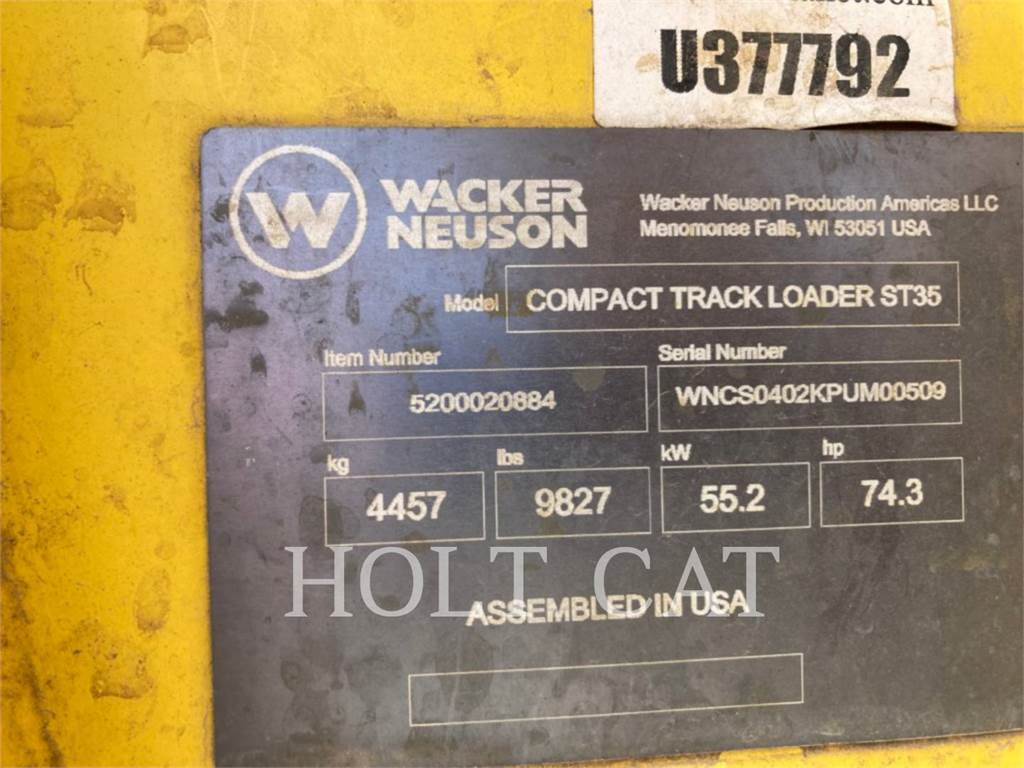 U377792
W
WACKER
NEUSON
Wacker Neuson Production Americas LLC
Menomonee Falls, WI 53051 USA
Model COMPACT TRACK LOADER ST35
Item Number
5200020884
Serial Number
WNCS0402KPUM00509
kg
4457
lbs
9827
kW
55.2
hp
74.3
HOLT CAT
ASSEMBLED IN USA